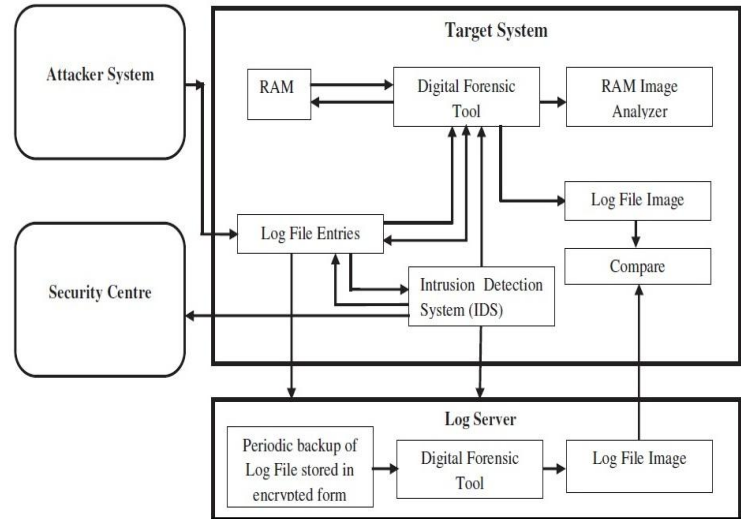 Target System
Attacker System
RAM
Digital Forensic
Tool
RAM Image
Analyzer
Log File Image
Log File Entries
Compare
Security Centre
Intrusion Detection
System (IDS)
Log Server
Periodic backup of
Log File stored in
encrypted form
Digital Forensic
Tool
Log File Image